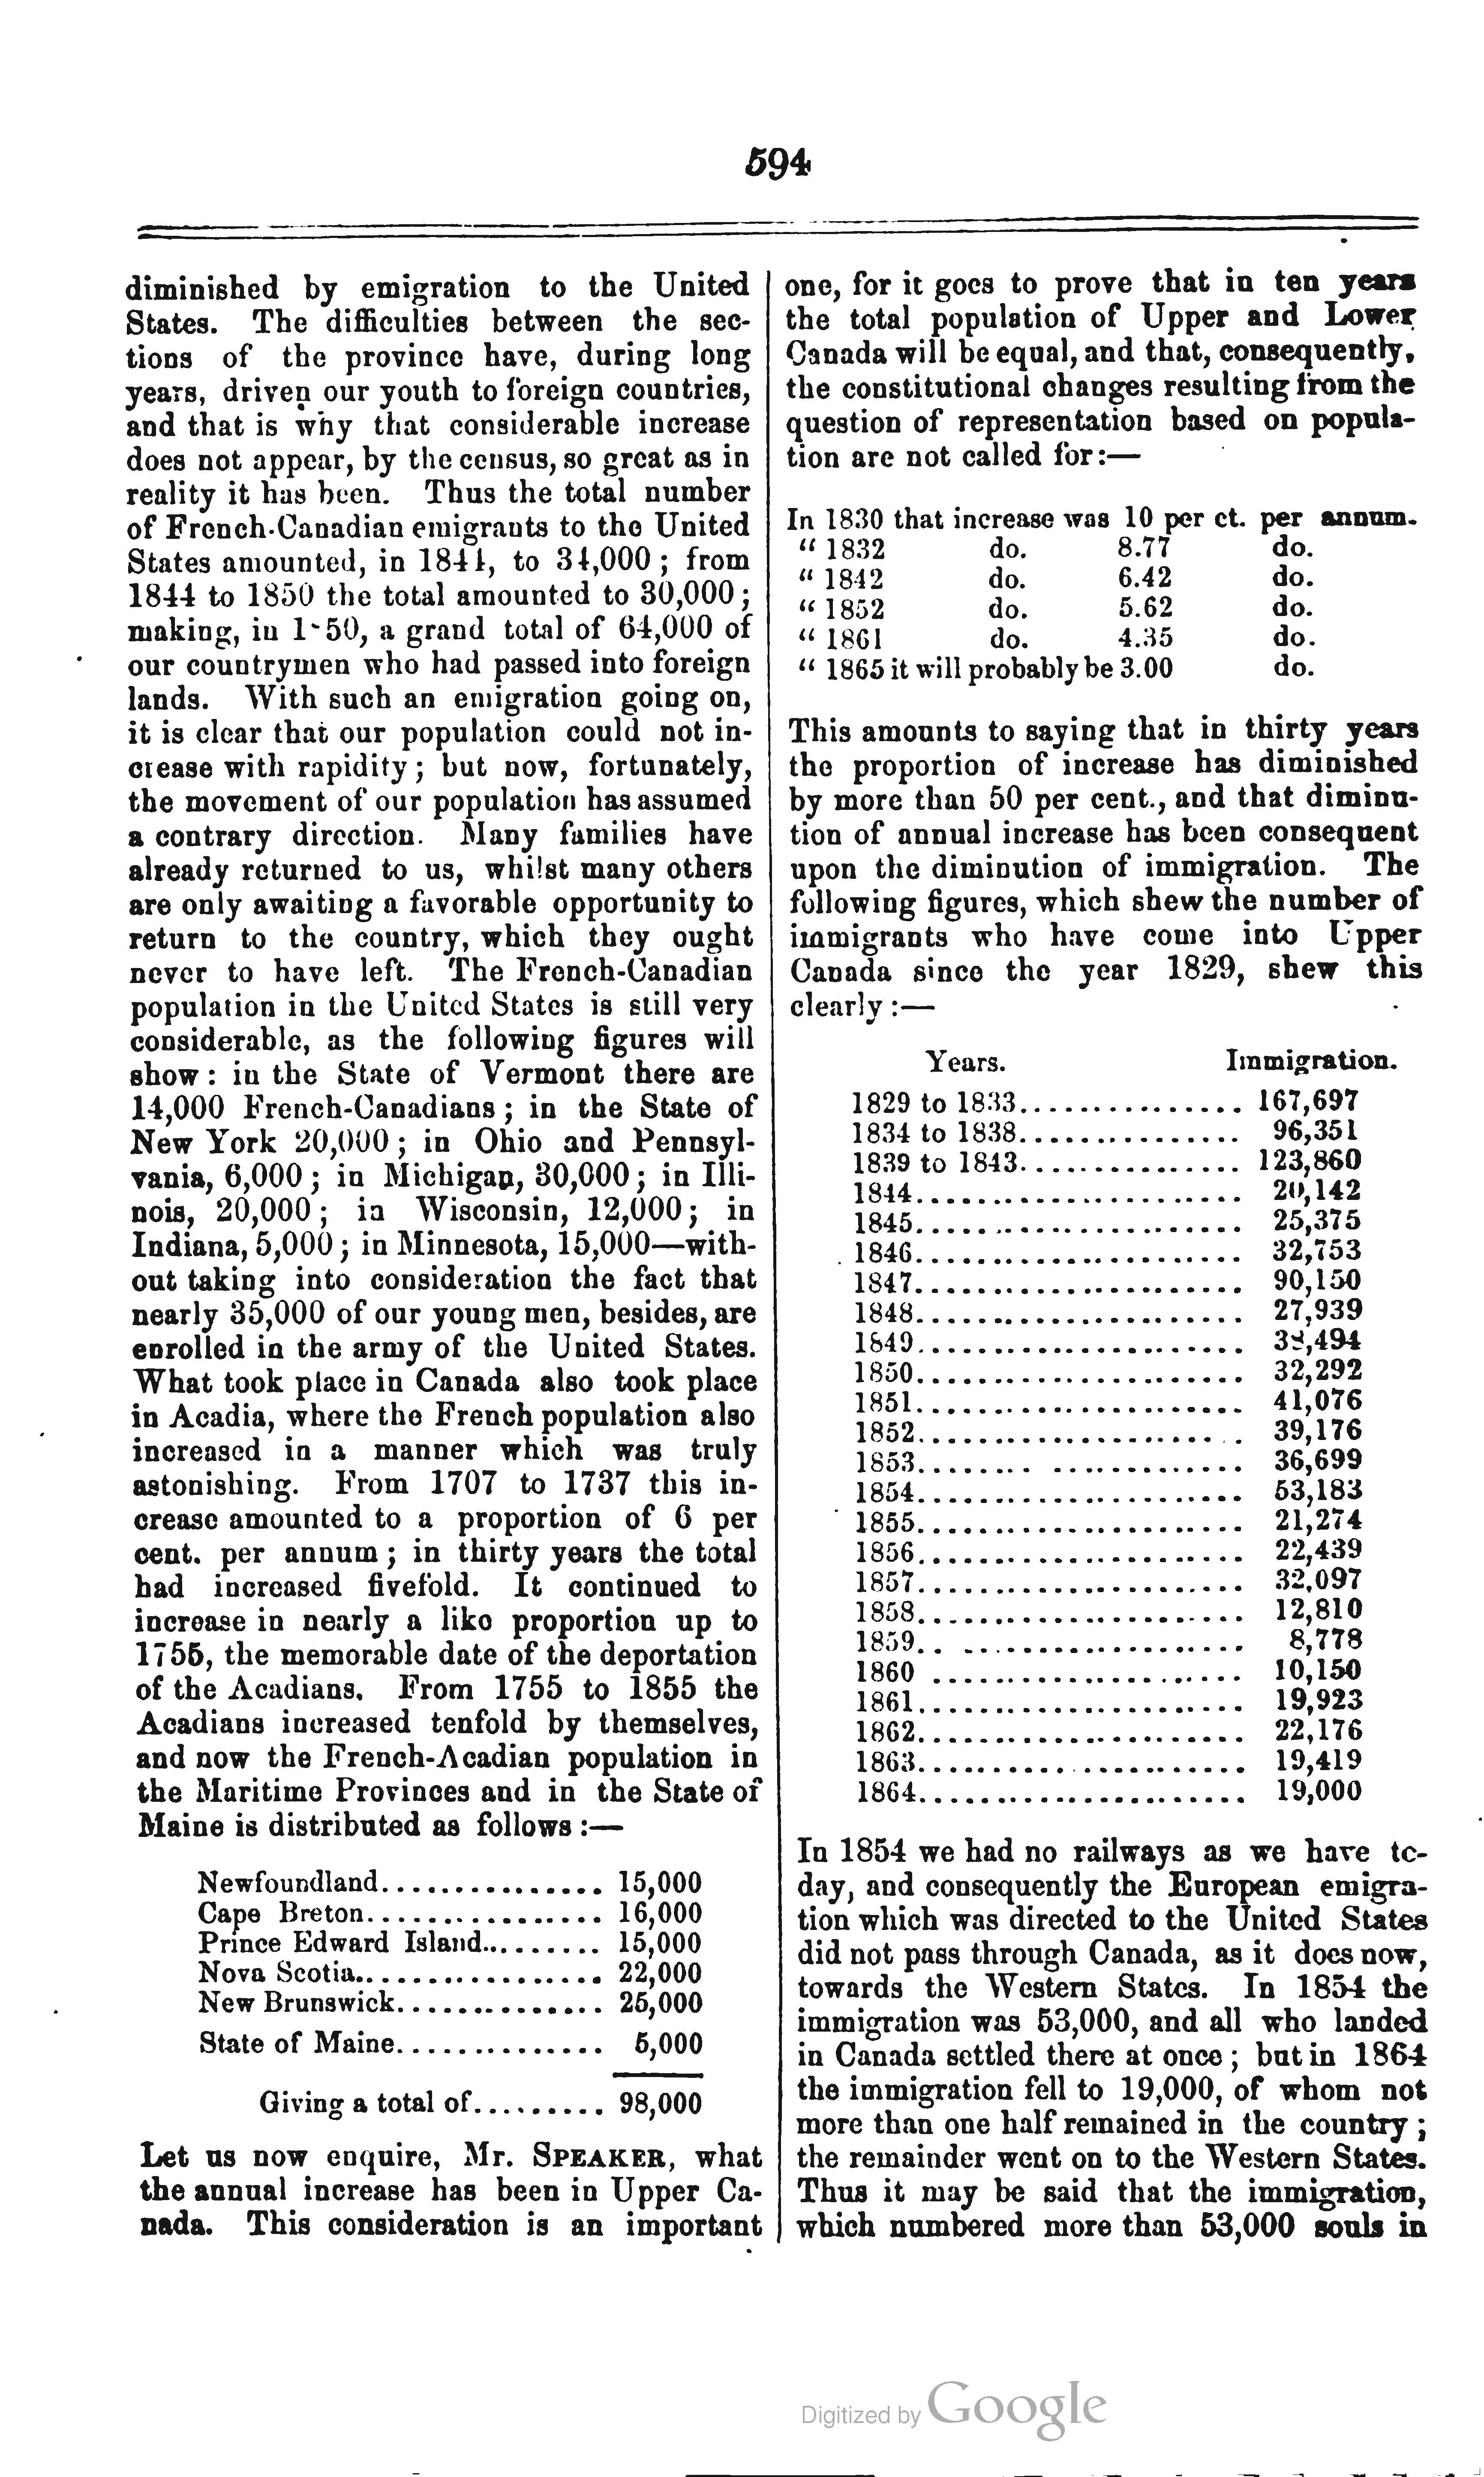 594
diminished by emigration to the United
States. The difficulties between the sec-
tions of the province have, during long
years, driven our youth to foreign countries,
and that is why that considerable increase
does not appear, by the census, so great as in
reality it has been. Thus the total number
of French-Canadian emigrants to the United
States amounted, in 1844, to 34,000; from
1844 to 1850 the total amounted to 30,000;
making, in 1 50, a grand total of 64,000 of
our countrymen who had passed into foreign
lands. With such an emigration going on,
it is clear that our population could not in-
crease with rapidity; but now, fortunately,
the movement of our population has assumed
a contrary direction. Many families have
already returned to us, whilst many others
are only awaiting a favorable opportunity to
return to the country, which they ought
never to have left. The French-Canadian
population in the United States is still very
considerable, as the following figures will
show: in the State of Vermont there are
14,000 French-Canadians; in the State of
New York 20,000; in Ohio and Pennsyl-
vania, 6,000; in Michigan, 30,000; in Illi-
nois, 20,000; in Wisconsin, 12,000; in
Indiana, 5,000; in Minnesota, 15,000—with-
out taking into consideration the fact that
nearly 35,000 of our young men, besides, are
enrolled in the army of the United States.
What took place in Canada also took place
in Acadia, where the French population also
increased in a manner which was truly
astonishing. From 1707 to 1737 this in-
crease amounted to a proportion of 6 per
cent. per annum; in thirty years the total
had increased fivefold. It continued to
increase in nearly a like proportion up to
1755, the memorable date of the deportation
of the Acadians. From 1755 to 1855 the
Acadians increased tenfold by themselves,
and now the French-Acadian population in
the Maritime Provinces and in the State of
Maine is distributed as follows:—
Newfoundland............... 15,000
Cape Breton................ 16,000
Prince Edward Island......... 15,000
Nova Scotia................. 22,000
New Brunswick.............. 25,000
State of Maine.............. 5,000
Giving a total of.......... 98,000
Let us now enquire, Mr. SPEAKER, what
the annual increase has been in Upper Ca-
nada. This consideration is an important
one, for it goes to prove that in ten years
the total population of Upper and Lower
Canada will be equal, and that, consequently,
the constitutional changes resulting from the
question of representation based on popula-
tion are not called for:—
In 1830 that increase was 10 per ct. per annum.
" 1832 do. 8.77 do.
" 1842 do. 6.42 do.
" 1852 do. 5.62 do.
" 1861 do. 4.35 do.
" 1865 it will probably be 3.00 do.
This amounts to saying that in thirty years
the proportion of increase has diminished
by more than 50 per cent., and that diminu-
tion of annual increase has been consequent
upon the diminution of immigration. The
following figures, which shew the number of
immigrants who have come into Upper
Canada since the year 1829, shew this
clearly:—
Years. Immigration.
1829 to 1833............... 167,697
1834 to 1838............... 96,351
1839 to 1843............... 123,860
1844...................... 20,142
1845...................... 25,375
1846...................... 32,753
1847...................... 90,150
1848...................... 27,939
1849...................... 38,494
1850...................... 32,292
1851...................... 41,076
1852...................... 39,176
1853...................... 36,699
1854...................... 53,183
1855...................... 21,274
1856...................... 22,439
1857...................... 32,097
1858...................... 12,810
1859...................... 8,778
1860 ..................... 10,150
1861...................... 19,923
1862...................... 22,176
1863...................... 19,419
1864...................... 19,000
In 1854 we had no railways as we have to-
day, and consequently the European emigra-
tion which was directed to the United States
did not pass through Canada, as it does now,
towards the Western States. In 1854 the
immigration was 53,000, and all who landed
in Canada settled there at once; but in 1864
the immigration fell to 19,000, of whom not
more than one half remained in the country;
the remainder went on to the Western States.
Thus it may be said that the immigration,
which numbered more than 53,000 souls in
Digitized by Google